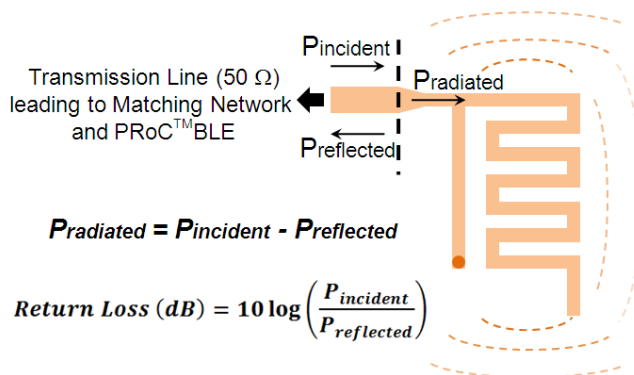 Pincident
Transmission Line (50 Ω)
leading to Matching Network
and PRoC™BLE
Pradiated
Preflected
Pradiated = Pincident - Preflected
Return Loss (dB) = 10 log(Pincident/Preflected)